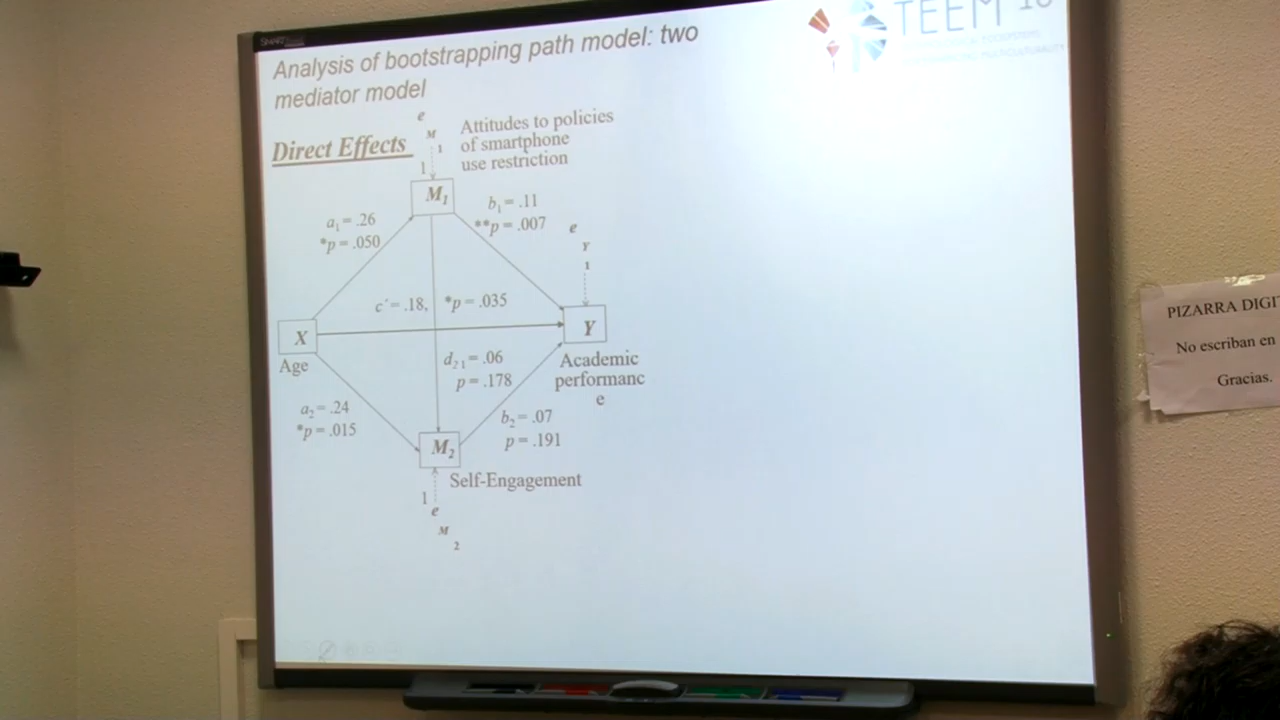 SMART
Analysis of bootstrapping path model: two
mediator model
TEEM
Direct Effects
e
M
1
1
Attitudes to policies
of smartphone
use restriction
M1
a1 = .26
*p = .050
b1 = .11
**p = .007
e
Y
1
c´= .18, *p = .035
X
Age
Y
Academic
performanc
e
d21 = .06
p = .178
a2 = .24
*p = .015
b2 = .07
p = .191
M2
Self-Engagement
1
e
M
2
PIZARRA DIGI
No escriban en
Gracias.